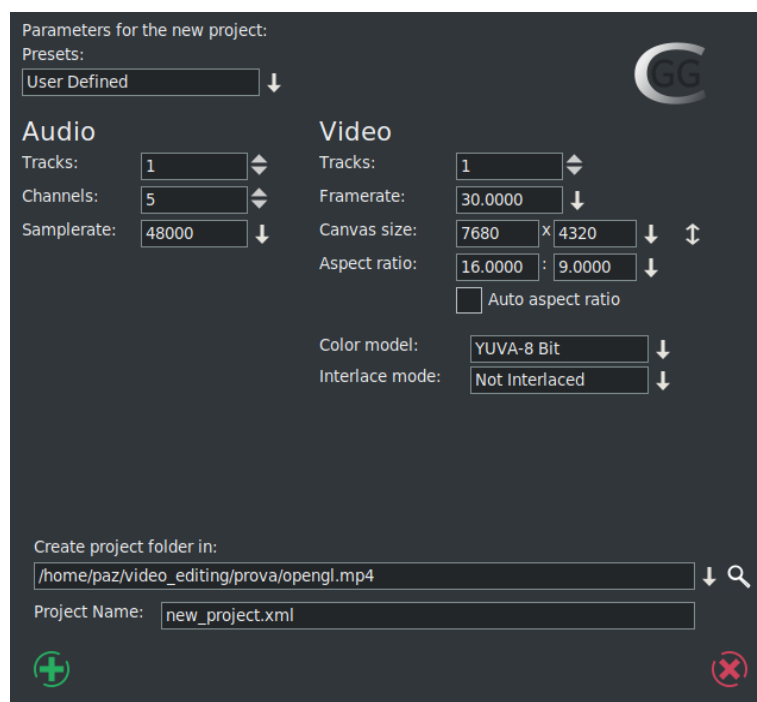 Parameters for the new project:
Presets:
User Defined
GG
Audio
Tracks: 1
Channels: 5
Samplerate: 48000
Video
Tracks: 1
Framerate: 30.0000
Canvas size: 7680 x 4320
Aspect ratio: 16.0000 : 9.0000
Auto aspect ratio
Color model: YUVA-8 Bit
Interlace mode: Not Interlaced
Create project folder in:
/home/paz/video_editing/prova/opengl.mp4
Project Name: new_project.xml